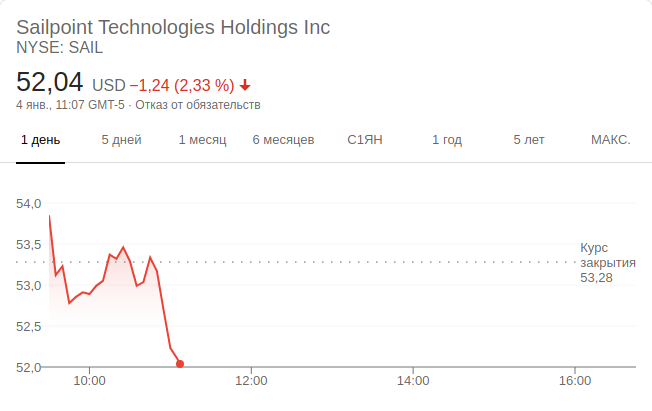 Sailpoint Technologies Holdings Inc
NYSE: SAIL
52,04 USD −1,24 (2,33 %)
4 янв., 11:07 GMT-5 · Отказ от обязательств
1 день 5 дней 1 месяц 6 месяцев С1ЯН 1 год 5 лет МАКС.
54,0
53,5
53,0
52,5
52,0
Курс
закрытия
53,28
10:00 12:00 14:00 16:00